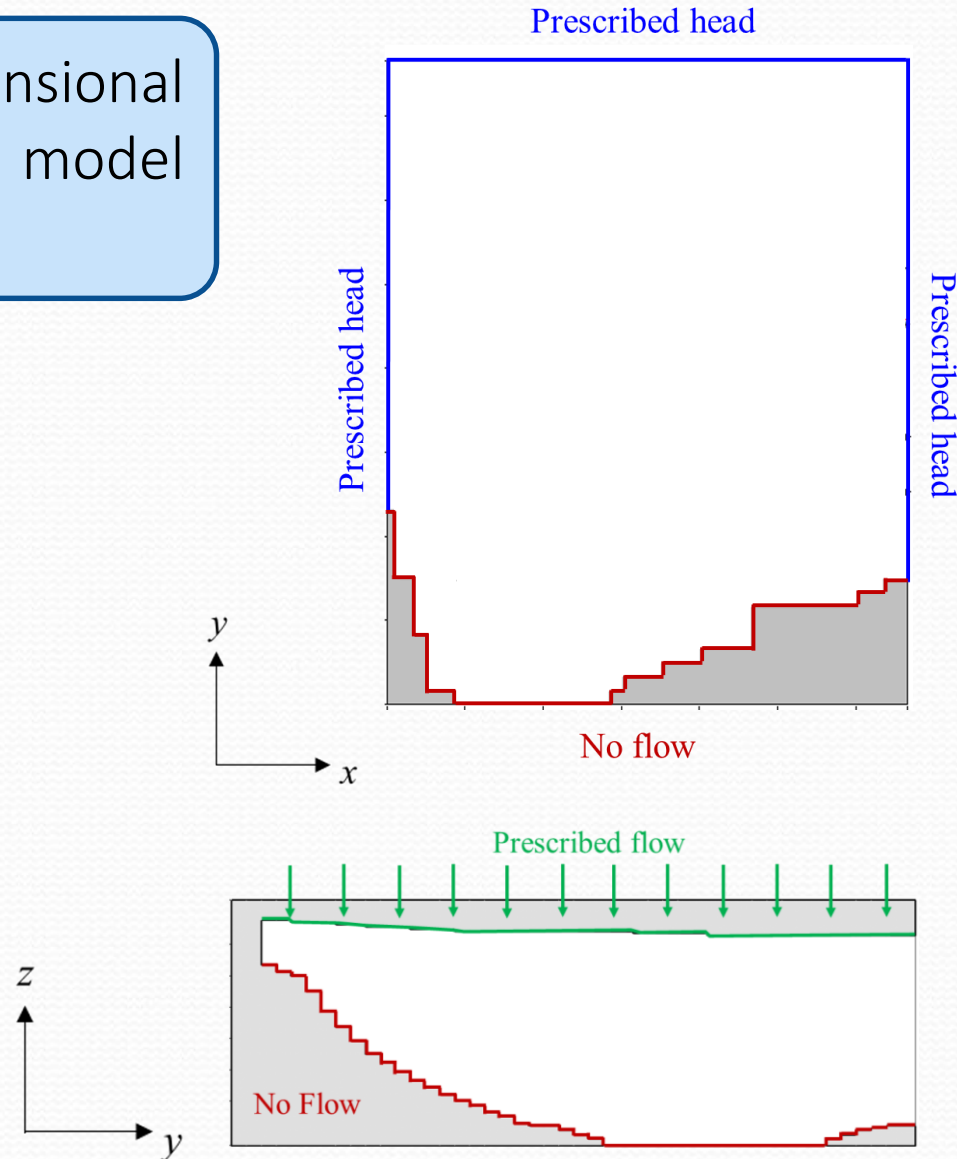 nsional
model
Prescribed head
Prescribed head
Prescribed head
y
x
No flow
Prescribed flow
z
No Flow
y